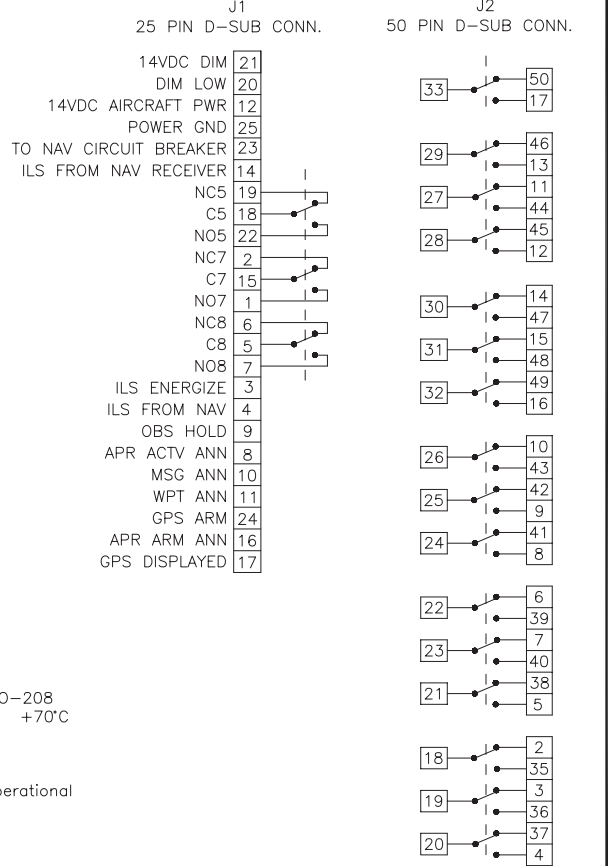 J1
25 PIN D-SUB CONN.
14VDC DIM 21
DIM LOW 20
14VDC AIRCRAFT PWR 12
POWER GND 25
TO NAV CIRCUIT BREAKER 23
ILS FROM NAV RECEIVER 14
NC5 19
C5 18
NO5 22
NC7 2
C7 15
NO7 1
NC8 6
C8 5
NO8 7
ILS ENERGIZE 3
ILS FROM NAV 4
OBS HOLD 9
APR ACTV ANN 8
MSG ANN 10
WPT ANN 11
GPS ARM 24
APR ARM ANN 16
GPS DISPLAYED 17
O-208
+70°C
perational
J2
50 PIN D-SUB CONN.
33 50
17
29 46
13
27 11
44
28 45
12
30 14
47
31 15
48
32 49
16
26 10
43
25 42
9
24 41
8
22 6
39
23 7
40
21 38
5
18 2
35
19 3
36
20 37
4